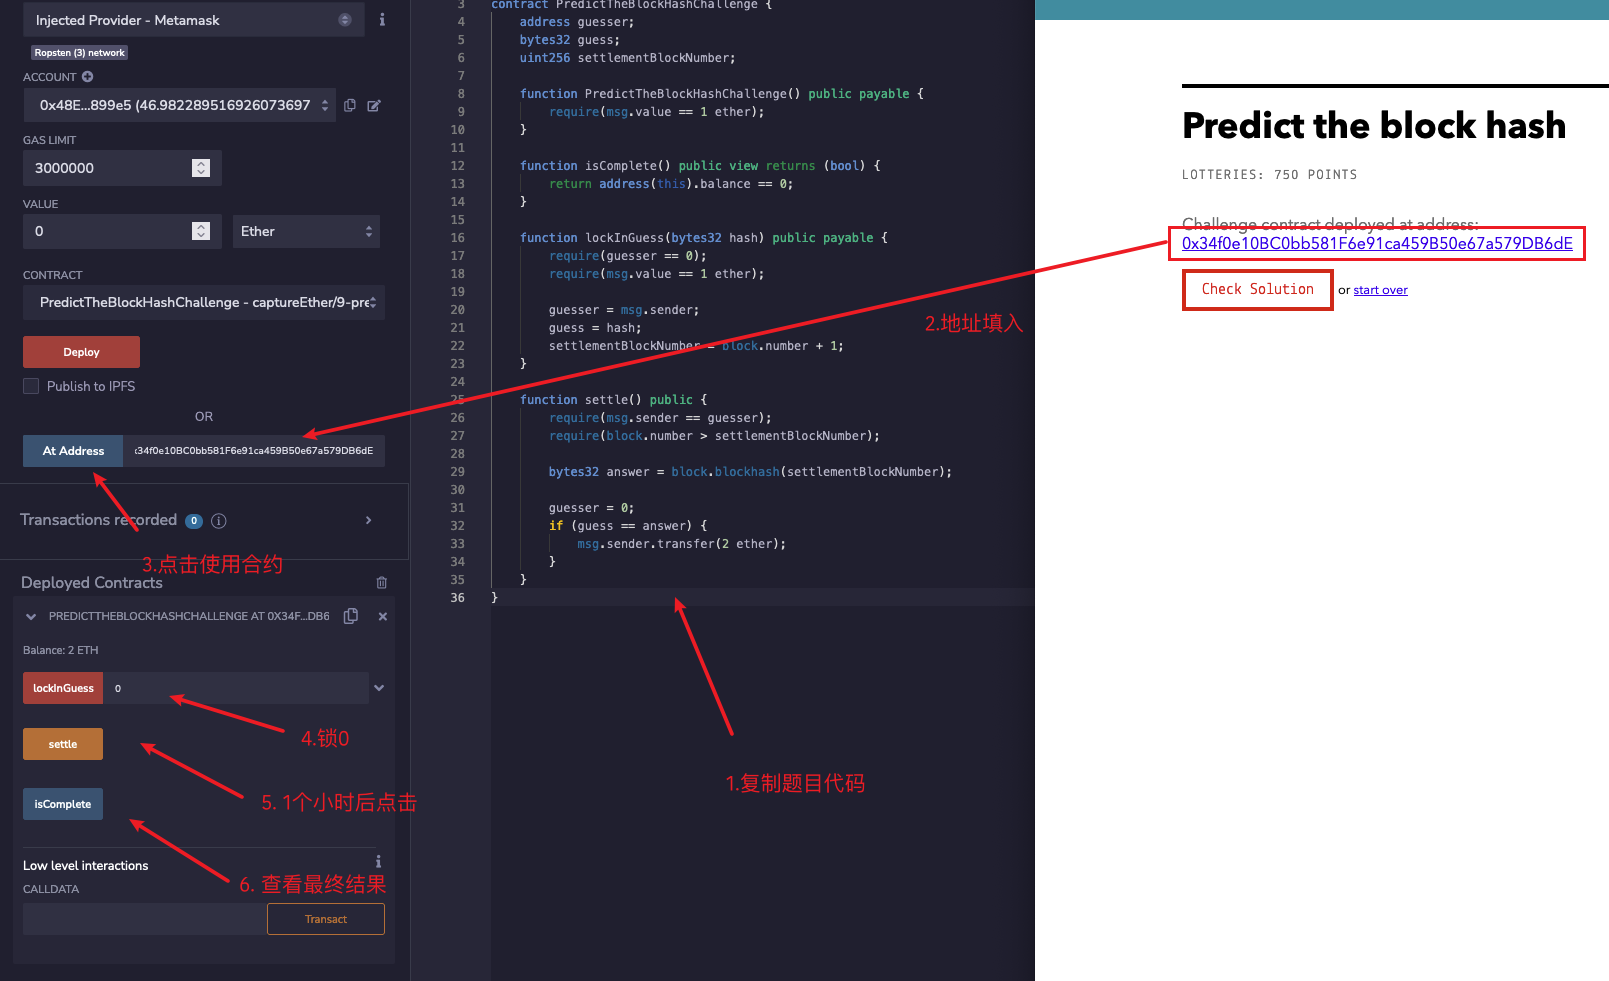 Injected Provider - Metamask
Ropsten (3) network
ACCOUNT
0x48E...899e5 (46.982289516926073697
GAS LIMIT
3000000
VALUE
0
Ether
CONTRACT
PredictTheBlockHashChallenge - captureEther/9-pre
Deploy
Publish to IPFS
OR
At Address
34f0e10BC0bb581F6e91ca459B50e67a579DB6dE
Transactions recorded 0
3.点击使用合约
Deployed Contracts
PREDICTTHEBLOCKHASHCHALLENGE AT 0X34F...DB6
Balance: 2 ETH
lockInGuess
0
4.锁0
settle
5. 1个小时后点击
isComplete
6. 查看最终结果
Low level interactions
CALLDATA
Transact
3 contract PredictTheBlockHashChallenge {
4 address guesser;
5 bytes32 guess;
6 uint256 settlementBlockNumber;
7
8 function PredictTheBlockHashChallenge() public payable {
9 require(msg.value == 1 ether);
10 }
11
12 function isComplete() public view returns (bool) {
13 return address(this).balance == 0;
14 }
15
16 function lockInGuess(bytes32 hash) public payable {
17 require(guesser == 0);
18 require(msg.value == 1 ether);
19
20 guesser = msg.sender;
21 guess = hash;
22 settlementBlockNumber = block.number + 1;
23 }
24
25 function settle() public {
26 require(msg.sender == guesser);
27 require(block.number > settlementBlockNumber);
28
29 bytes32 answer = block.blockhash(settlementBlockNumber);
30
31 guesser = 0;
32 if (guess == answer) {
33 msg.sender.transfer(2 ether);
34 }
35 }
36 }
1.复制题目代码
2.地址填入
Predict the block hash
LOTTERIES: 750 POINTS
Challenge contract deployed at address:
0x34f0e10BC0bb581F6e91ca459B50e67a579DB6dE
Check Solution or start over